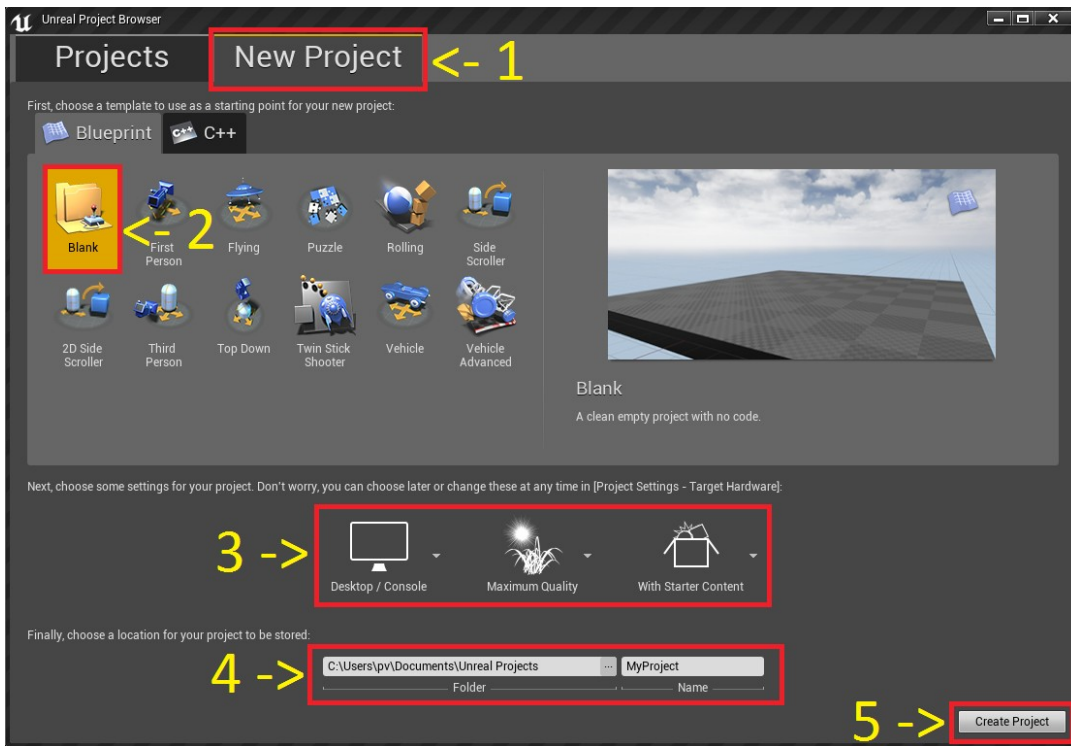 Unreal Project Browser
Projects
New Project
<- 1
First, choose a template to use as a starting point for your new project:
Blueprint
C++
C++
Blank
<- 2
First
Person
Flying
Puzzle
Rolling
Side
Scroller
2D Side
Scroller
Third
Person
Top Down
Twin Stick
Shooter
Vehicle
Vehicle
Advanced
Blank
A clean empty project with no code.
Next, choose some settings for your project. Don't worry, you can choose later or change these at any time in [Project Settings - Target Hardware]:
3 ->
Desktop / Console
Maximum Quality
With Starter Content
Finally, choose a location for your project to be stored:
4 ->
C:\Users\pv\Documents\Unreal Projects
...
MyProject
Folder
Name
5 ->
Create Project